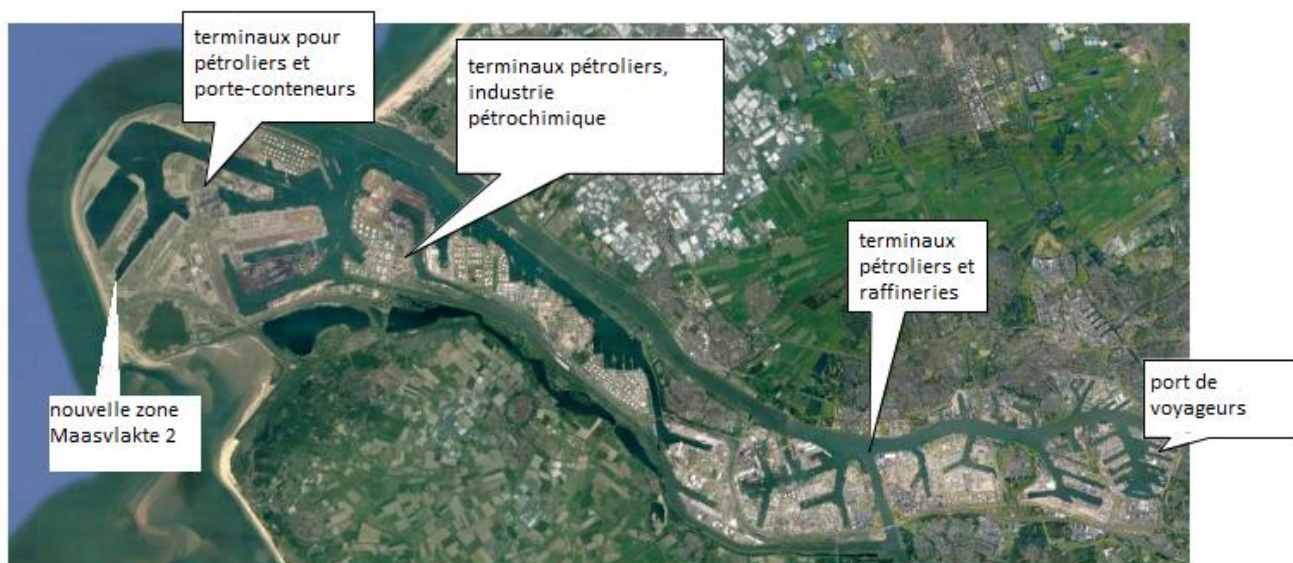 terminaux pour
pétroliers et
porte-conteneurs
terminaux pétroliers,
industrie
pétrochimique
terminaux
pétroliers et
raffineries
port de
voyageurs
nouvelle zone
Maasvlakte 2